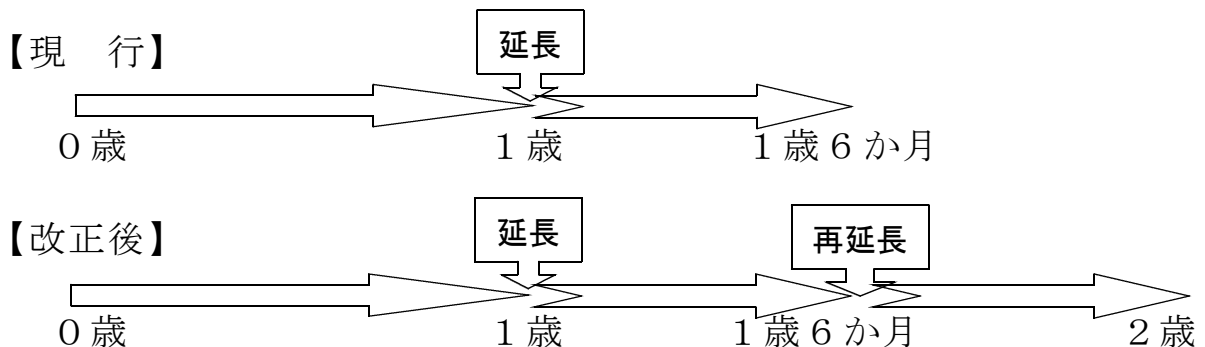 延長
【現　行】
０歳　１歳　１歳６か月
延長　再延長
【改正後】
０歳　１歳　１歳６か月　２歳